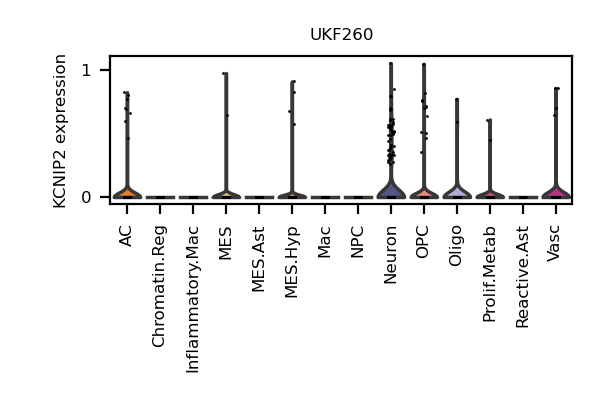 UKF260
KCNIP2 expression
1
0
AC
Chromatin.Reg
Inflammatory.Mac
MES
MES.Ast
MES.Hyp
Mac
NPC
Neuron
OPC
Oligo
Prolif.Metab
Reactive.Ast
Vasc